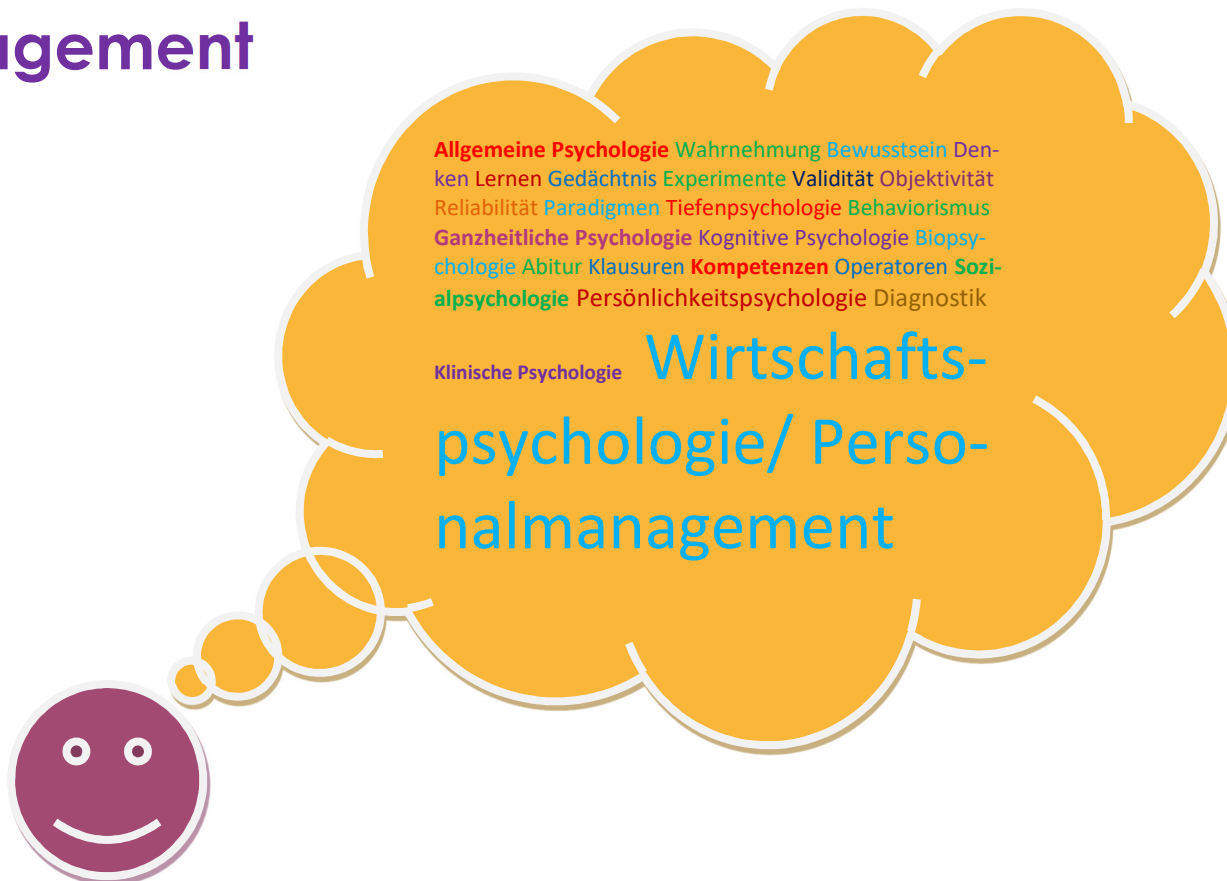 agement
Allgemeine Psychologie Wahrnehmung Bewusstsein Den-
ken Lernen Gedächtnis Experimente Validität Objektivität
Reliabilität Paradigmen Tiefenpsychologie Behaviorismus
Ganzheitliche Psychologie Kognitive Psychologie Biopsy-
chologie Abitur Klausuren Kompetenzen Operatoren Sozi-
alpsychologie Persönlichkeitspsychologie Diagnostik
Klinische Psychologie Wirtschafts-
psychologie/ Perso-
nalmanagement